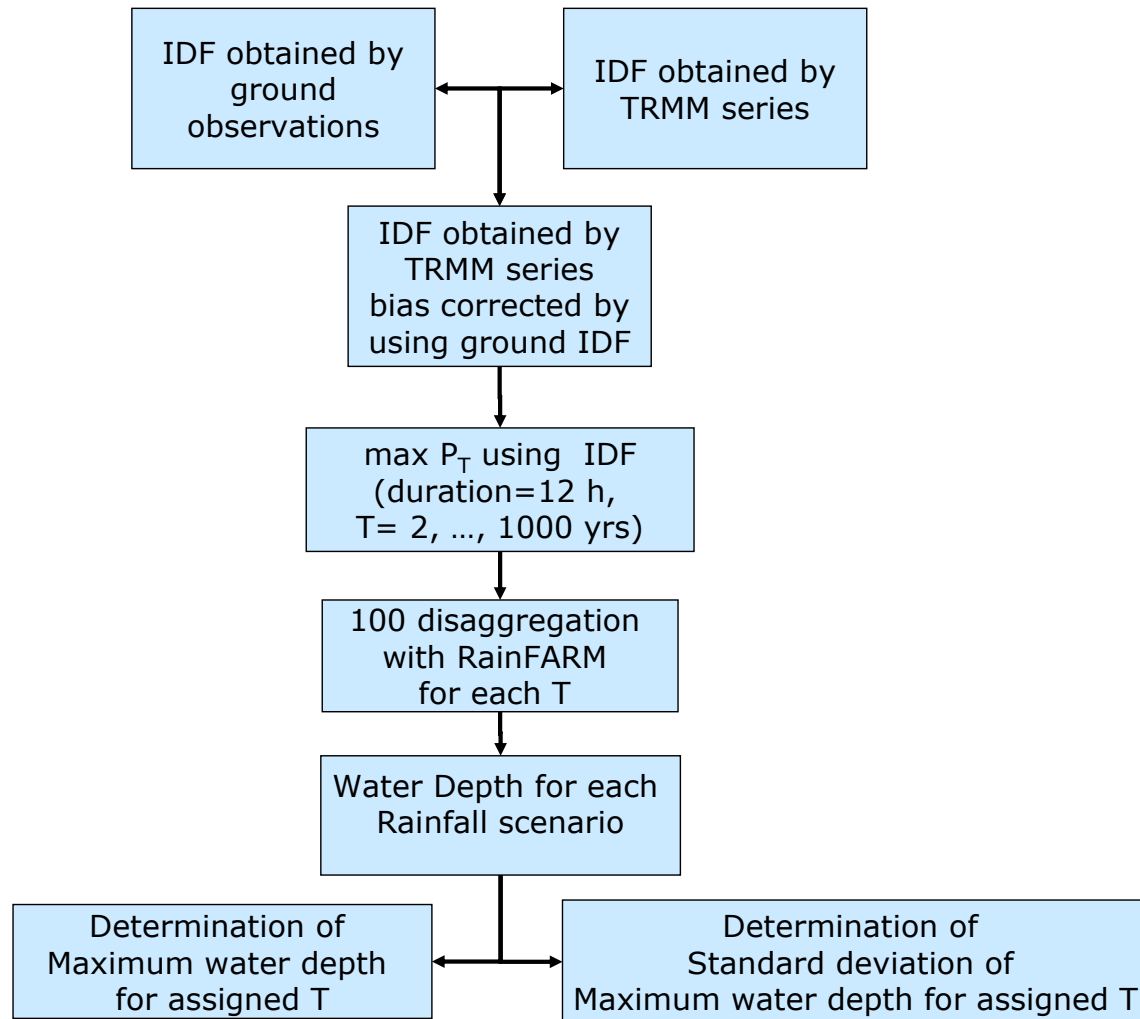 IDF obtained by
ground
observations
IDF obtained by
TRMM series
IDF obtained by
TRMM series
bias corrected by
using ground IDF
max P_T using IDF
(duration=12 h,
T= 2, …, 1000 yrs)
100 disaggregation
with RainFARM
for each T
Water Depth for each
Rainfall scenario
Determination of
Maximum water depth
for assigned T
Determination of
Standard deviation of
Maximum water depth for assigned T